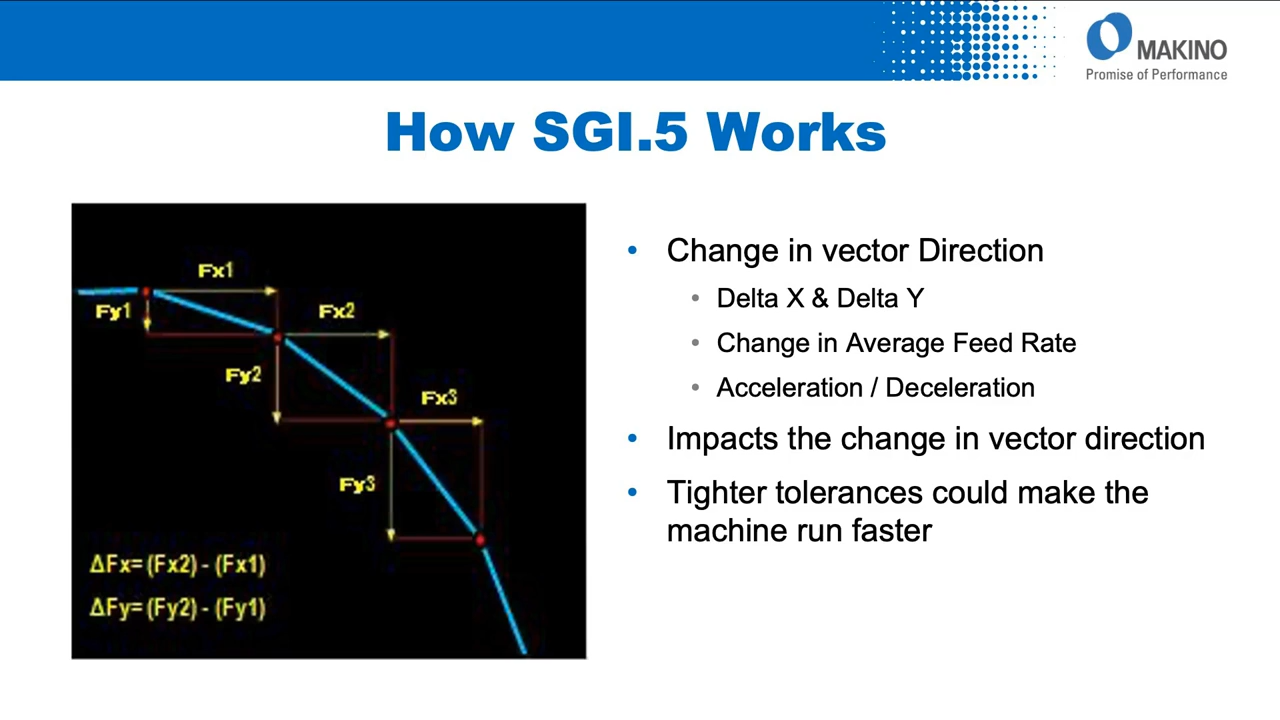 MAKINO
Promise of Performance
How SGI.5 Works
Fx1
Fy1
Fx2
Fy2
Fx3
Fy3
ΔFx= (Fx2) - (Fx1)
ΔFy= (Fy2) - (Fy1)
• Change in vector Direction
• Delta X & Delta Y
• Change in Average Feed Rate
• Acceleration / Deceleration
• Impacts the change in vector direction
• Tighter tolerances could make the
machine run faster